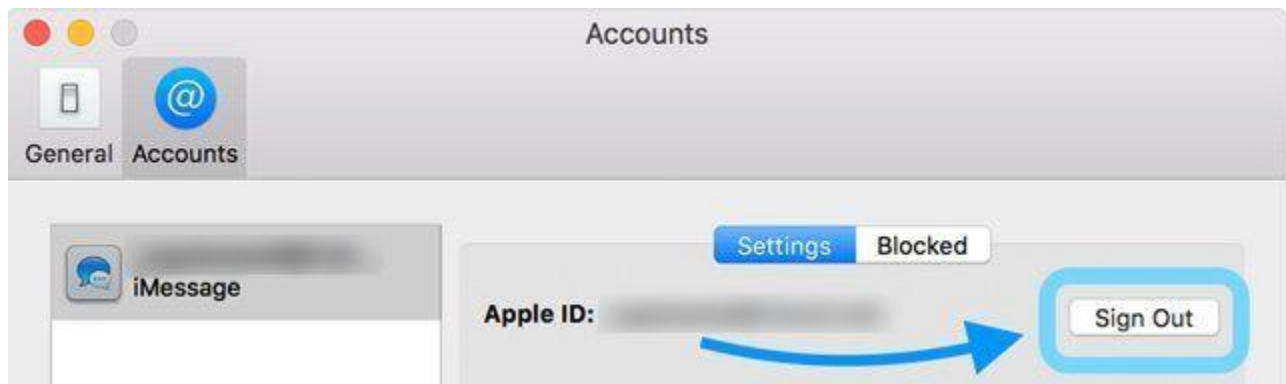 Accounts
General Accounts
Settings Blocked
iMessage
Apple ID: Sign Out